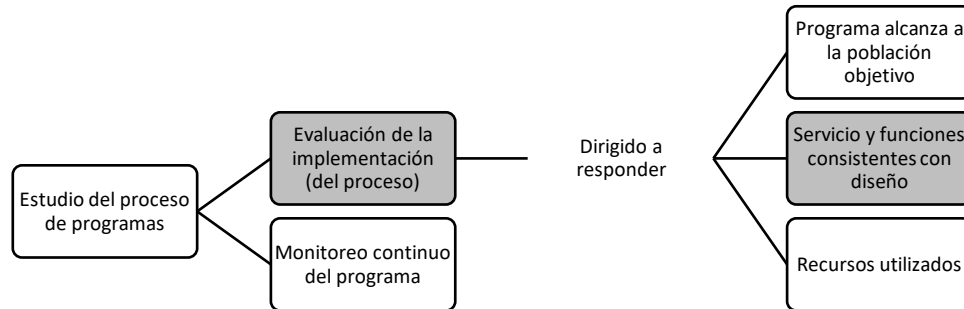 Estudio del proceso
de programas
Evaluación de la
implementación
(del proceso)
Monitoreo continuo
del programa
Dirigido a
responder
Programa alcanza a
la población
objetivo
Servicio y funciones
consistentes con
diseño
Recursos utilizados